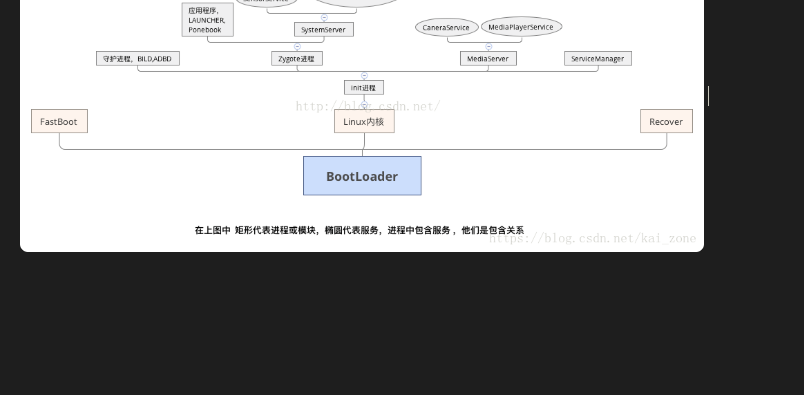 应用程序,
LAUNCHER,
Ponebook
SystemServer
CaneraService
MediaPlayerService
守护进程, BILD,ADBD
Zygote进程
MediaServer
ServiceManager
init进程
http://blog.csdn.net/
FastBoot
Linux内核
Recover
BootLoader
在上图中 矩形代表进程或模块, 椭圆代表服务, 进程中包含服务 , 他们是包含关系
https://blog.csdn.net/kai_zone